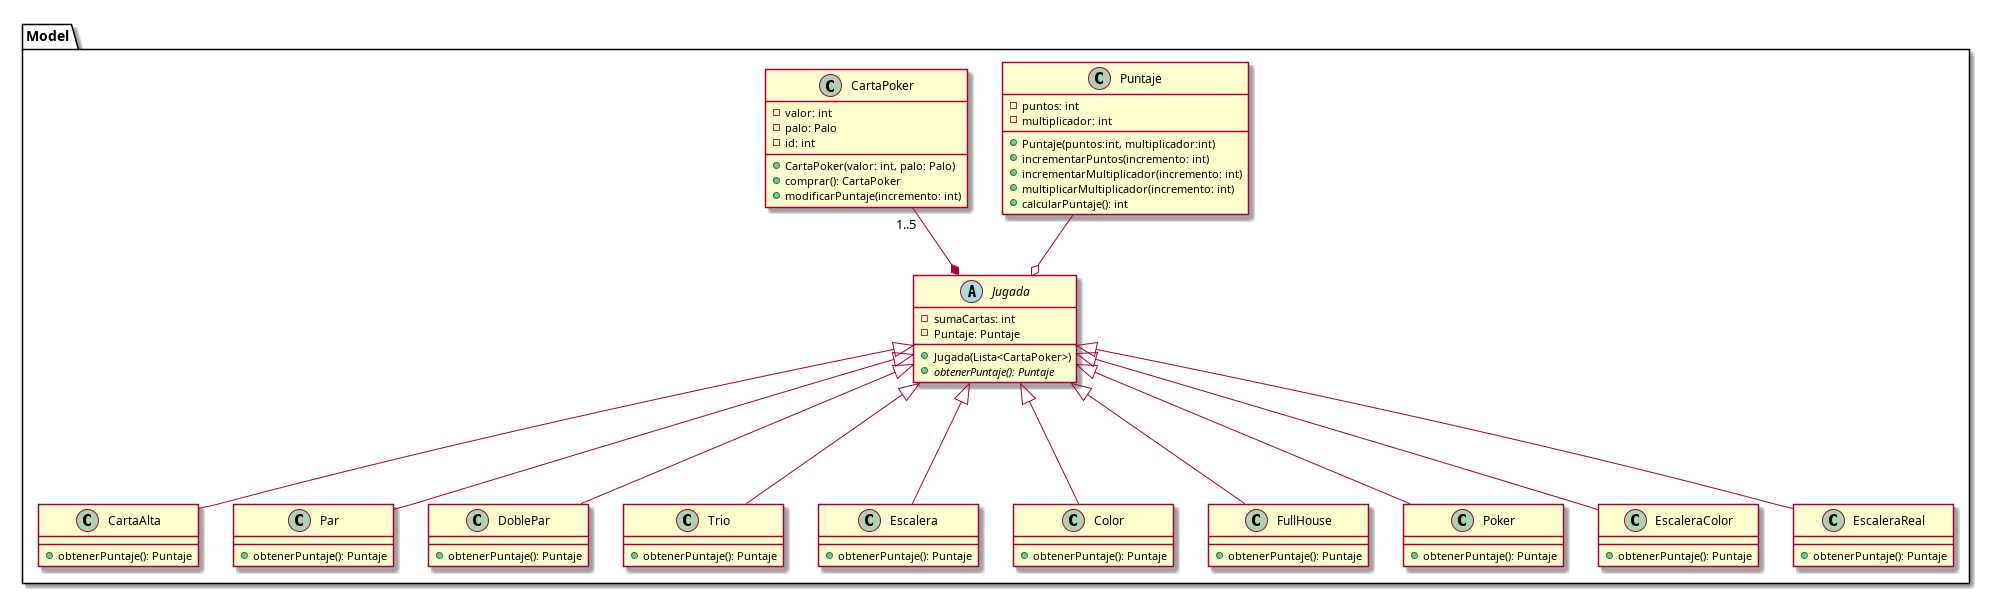 Model
C CartaPoker
valor: int
palo: Palo
id: int
CartaPoker(valor: int, palo: Palo)
comprar(): CartaPoker
modificarPuntaje(incremento: int)
C Puntaje
puntos: int
multiplicador: int
Puntaje(puntos:int, multiplicador:int)
incrementarPuntos(incremento: int)
incrementarMultiplicador(incremento: int)
multiplicarMultiplicador(incremento: int)
calcularPuntaje(): int
1..5
A Jugada
sumaCartas: int
Puntaje: Puntaje
Jugada(Lista<CartaPoker>)
obtenerPuntaje(): Puntaje
C CartaAlta
obtenerPuntaje(): Puntaje
C Par
obtenerPuntaje(): Puntaje
C DoblePar
obtenerPuntaje(): Puntaje
C Trio
obtenerPuntaje(): Puntaje
C Escalera
obtenerPuntaje(): Puntaje
C Color
obtenerPuntaje(): Puntaje
C FullHouse
obtenerPuntaje(): Puntaje
C Poker
obtenerPuntaje(): Puntaje
C EscaleraColor
obtenerPuntaje(): Puntaje
C EscaleraReal
obtenerPuntaje(): Puntaje